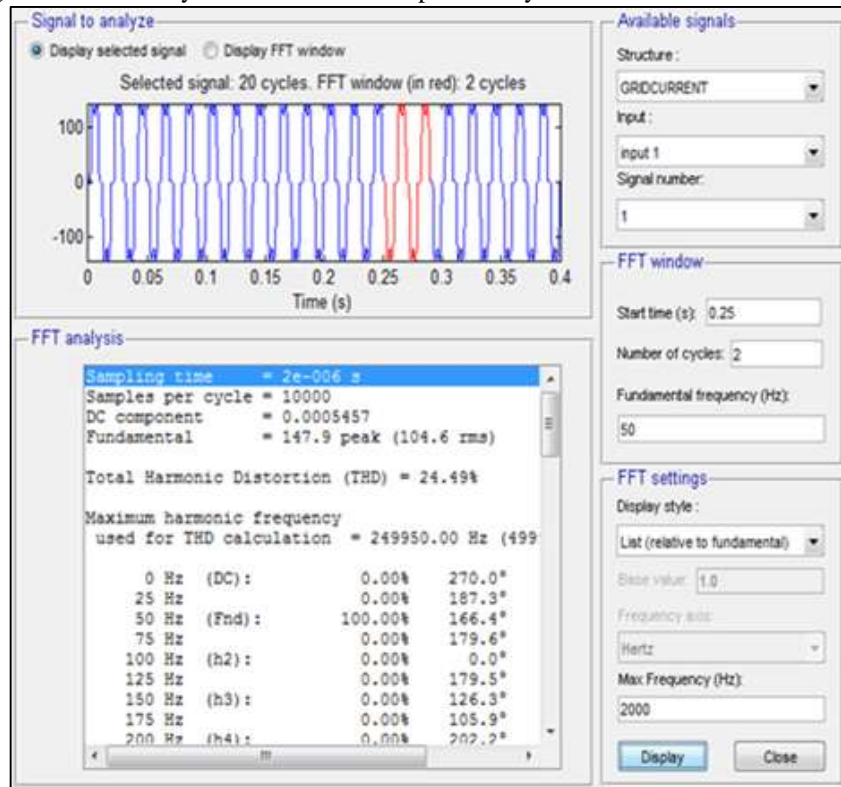 Signal to analyze
Display selected signal Display FFT window
Selected signal: 20 cycles. FFT window (in red): 2 cycles
100
0
-100
0 0.05 0.1 0.15 0.2 0.25 0.3 0.35 0.4
Time (s)
FFT analysis
Sampling time = 2e-006 s
Samples per cycle = 10000
DC component = 0.0005457
Fundamental = 147.9 peak (104.6 rms)
Total Harmonic Distortion (THD) = 24.49%
Maximum harmonic frequency
used for THD calculation = 249950.00 Hz (499
0 Hz (DC): 0.00% 270.0°
25 Hz 0.00% 187.3°
50 Hz (Fnd): 100.00% 166.4°
75 Hz 0.00% 179.6°
100 Hz (h2): 0.00% 0.0°
125 Hz 0.00% 179.5°
150 Hz (h3): 0.00% 126.3°
175 Hz 0.00% 105.9°
200 Hz (h4): 0.00% 202.2°
Available signals
Structure :
GRIDCURRENT
Input :
input 1
Signal number:
1
FFT window
Start time (s): 0.25
Number of cycles: 2
Fundamental frequency (Hz):
50
FFT settings
Display style :
List (relative to fundamental)
Base value: 1.0
Frequency axis:
Hertz
Max Frequency (Hz):
2000
Display Close